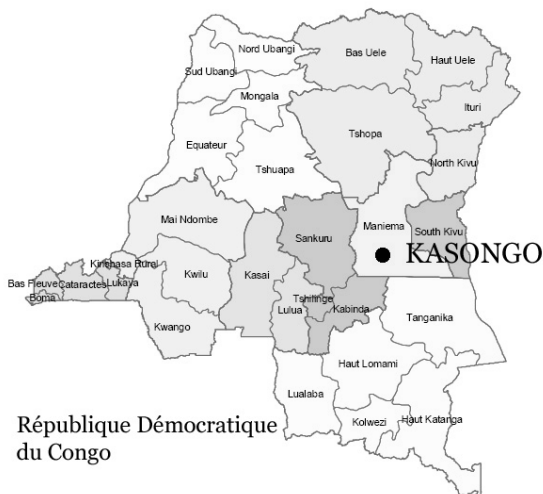 Nord Ubangi
Bas Uele
Haut Uele
Sud Ubangi
Mongala
Ituri
Tshopa
Equateur
North Kivu
Tshuapa
Mai Ndombe
Maniema
Sankuru
South Kivu
KASONGO
Kinshasa Rural
Bas Fleuve
Cataractes
Lukaya
Kwilu
Kasai
Boma
Tshilinge
Kabinda
Lulua
Tanganika
Kwango
Haut Lomami
Lualaba
Kolwezi
Haut Katanga
République Démocratique
du Congo